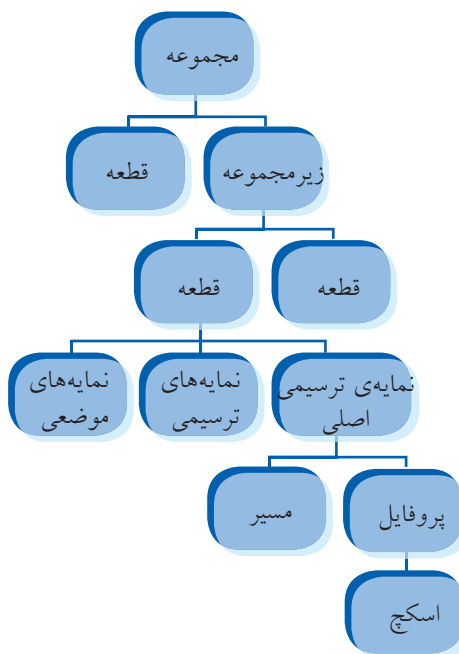 مجموعه
زیرمجموعه
قطعه
قطعه
قطعه
نمایه‌ی ترسیمی
اصلی
نمایه‌های
ترسیمی
نمایه‌های
موضعی
پروفایل
مسیر
اسکچ